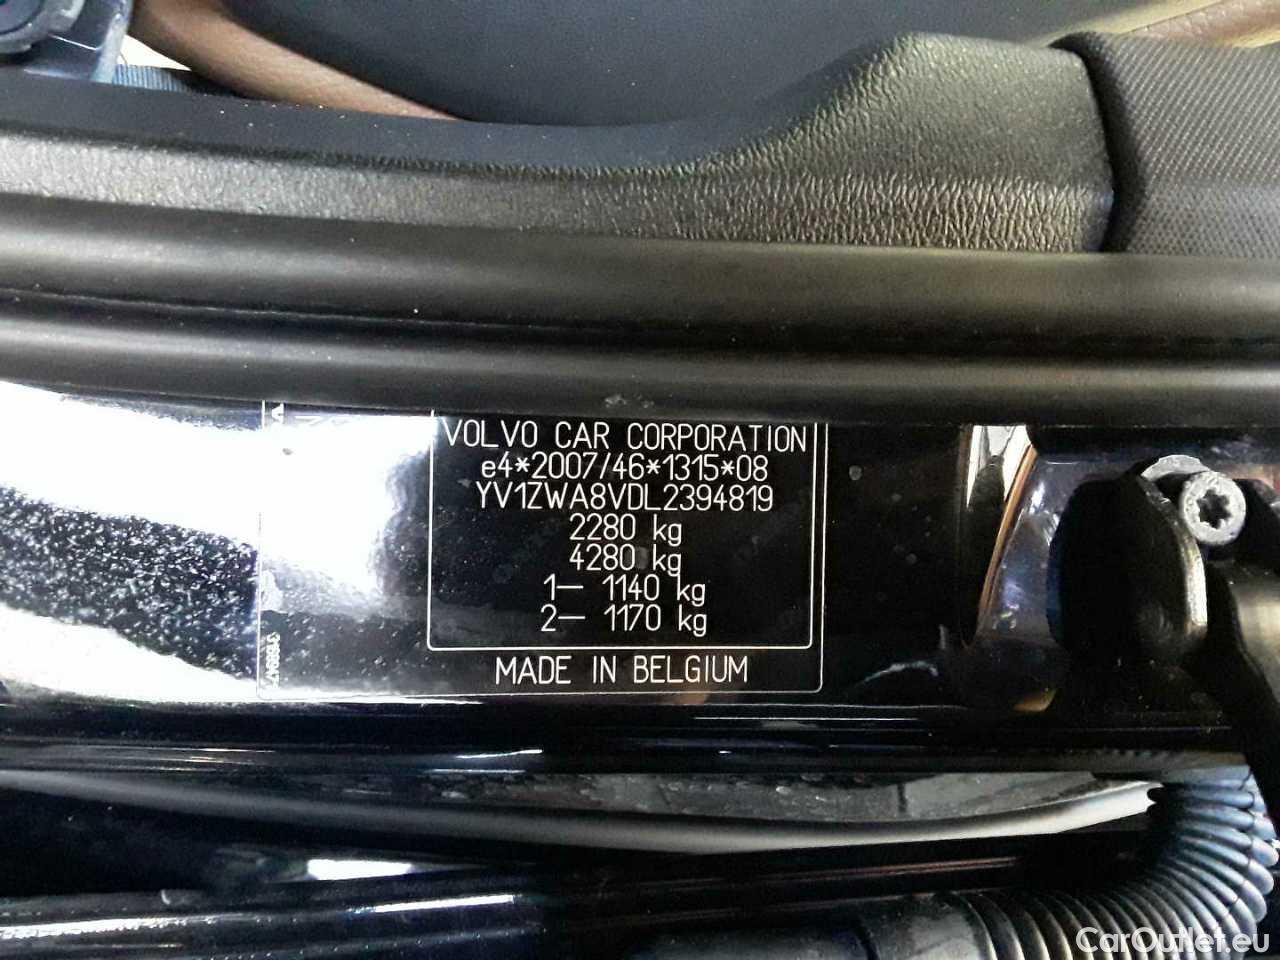 VOLVO CAR CORPORATION
e4*2007/46*1315*08
YV1ZWA8VDL2394819
2280 kg
4280 kg
1– 1140 kg
2– 1170 kg
MADE IN BELGIUM
CarOutlet.eu